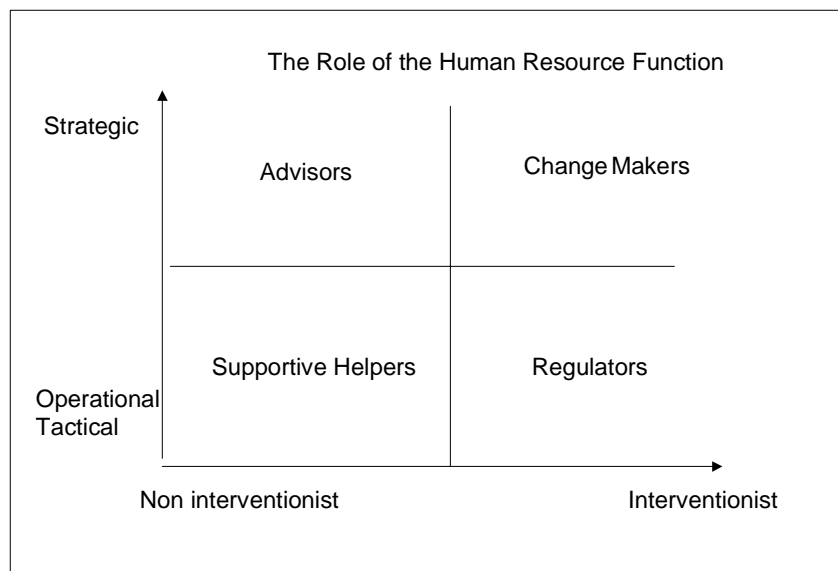 The Role of the Human Resource Function
Strategic
Advisors
Change Makers
Supportive Helpers
Regulators
Operational
Tactical
Non interventionist
Interventionist